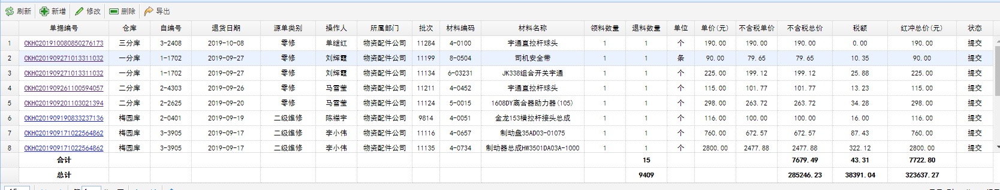 刷新 新增 修改 删除 导出
单据编号 仓库 自编号 退货日期 源单类别 操作人 所属部门 批次 材料编码 材料名称 领料数量 退料数量 单位 单价(元) 不含税单价 不含税总价 税额 红冲总价(元) 状态
1 CKHC201910080850276173 三分库 3-2408 2019-10-08 零修 单继红 物资配件公司 11284 4-0100 宇通直拉杆球头 1 1 个 190.00 190.00 190.00 0.00 190.00 提交
2 CKHC201909271013311032 一分库 1-1702 2019-09-27 零修 刘辉霞 物资配件公司 11199 8-0504 司机安全带 1 1 条 90.00 79.65 79.65 10.35 90.00 提交
3 CKHC201909271013311032 一分库 1-1702 2019-09-27 零修 刘辉霞 物资配件公司 11134 6-03231 JK338组合开关宇通 1 1 个 225.00 199.12 199.12 25.88 225.00 提交
4 CKHC201909261100594057 二分库 2-4303 2019-09-26 零修 马雪莹 物资配件公司 11211 4-0452 宇通直拉杆球头 1 1 个 115.00 101.77 101.77 13.23 115.00 提交
5 CKHC201909201103021394 二分库 2-2625 2019-09-20 零修 马雪莹 物资配件公司 11124 5-0015 1608DY离合器助力器(105) 1 1 个 298.00 263.72 263.72 34.28 298.00 提交
6 CKHC201909190833237136 梅园库 2-0401 2019-09-19 二级维修 陈襟宇 物资配件公司 9814 4-0051 金龙153横拉杆接头总成 1 1 个 116.00 100.00 100.00 16.00 116.00 提交
7 CKHC201909171022564862 梅园库 3-3905 2019-09-17 二级维修 李小伟 物资配件公司 11116 4-0657 制动盘35AD03-01075 1 1 个 760.00 672.57 672.57 87.43 760.00 提交
8 CKHC201909171022564862 梅园库 3-3905 2019-09-17 二级维修 李小伟 物资配件公司 11135 4-0734 制动器总成HW3501DA03A-1000 1 1 个 2800.00 2477.88 2477.88 322.12 2800.00 提交
合计 15 7679.49 43.31 7722.80
总计 9409 285246.23 38391.04 323637.27